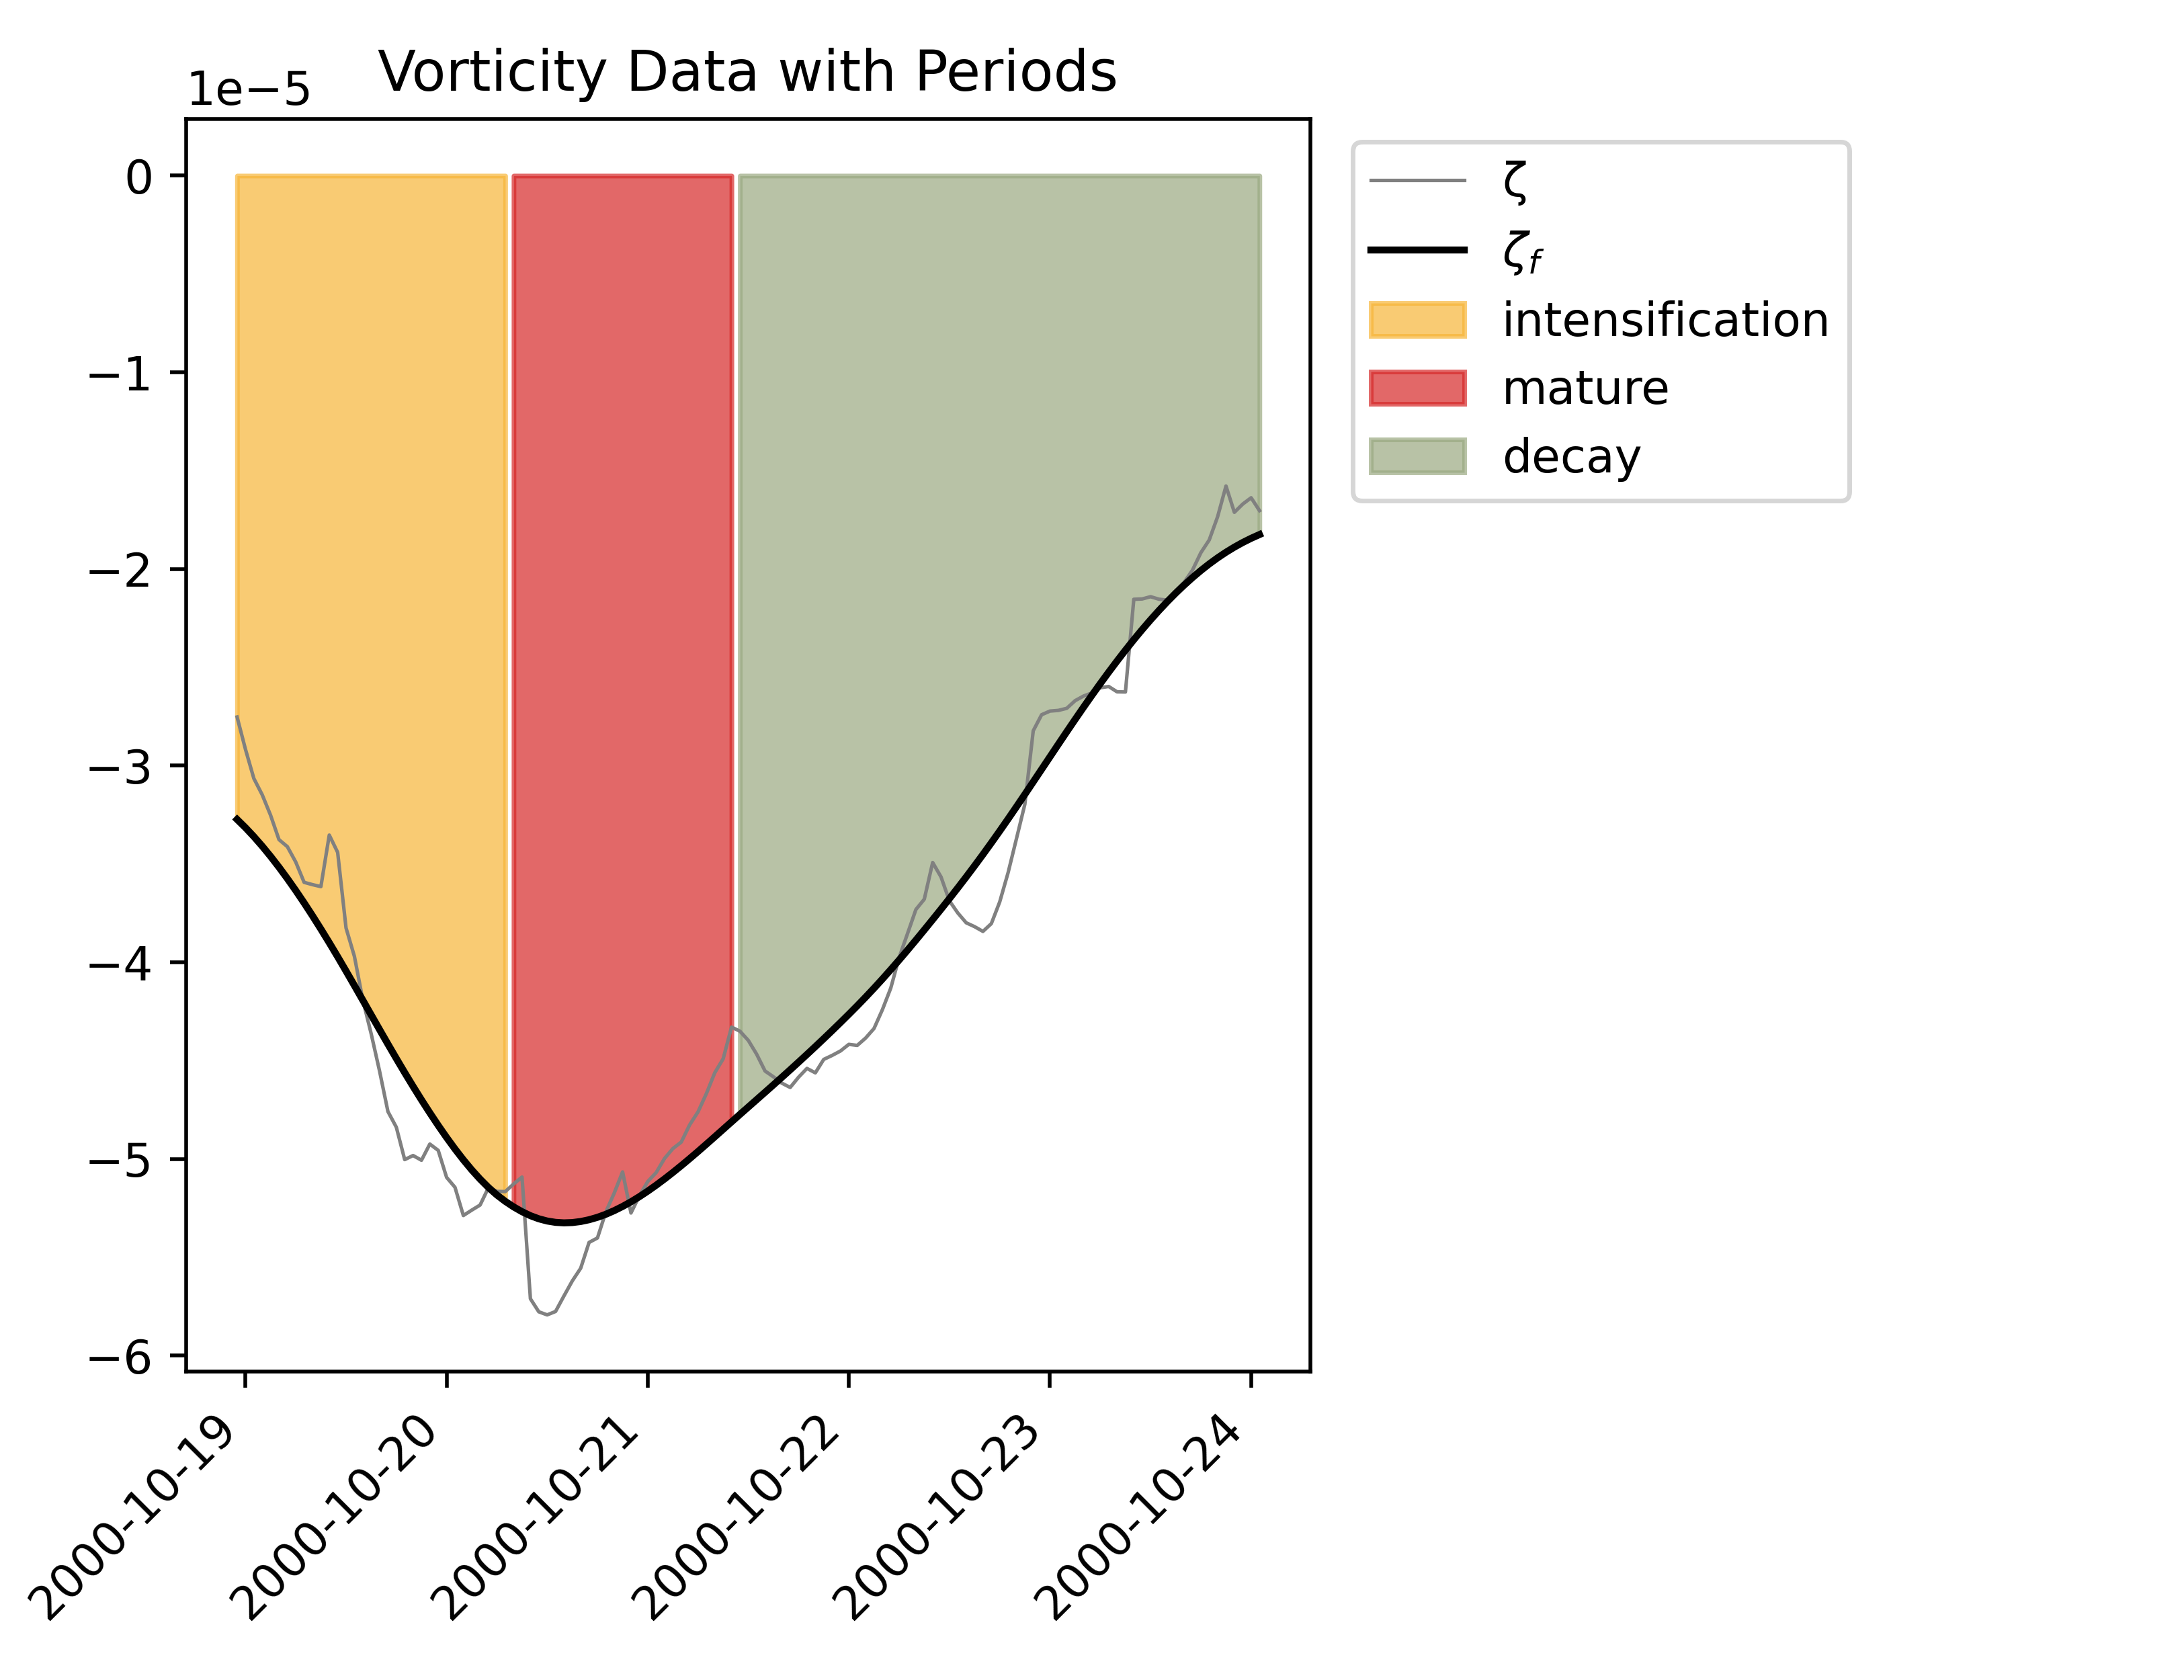 Vorticity Data with Periods
1e−5
0
−1
−2
−3
−4
−5
−6
2000-10-19
2000-10-20
2000-10-21
2000-10-22
2000-10-23
2000-10-24
ζ
ζf
intensification
mature
decay